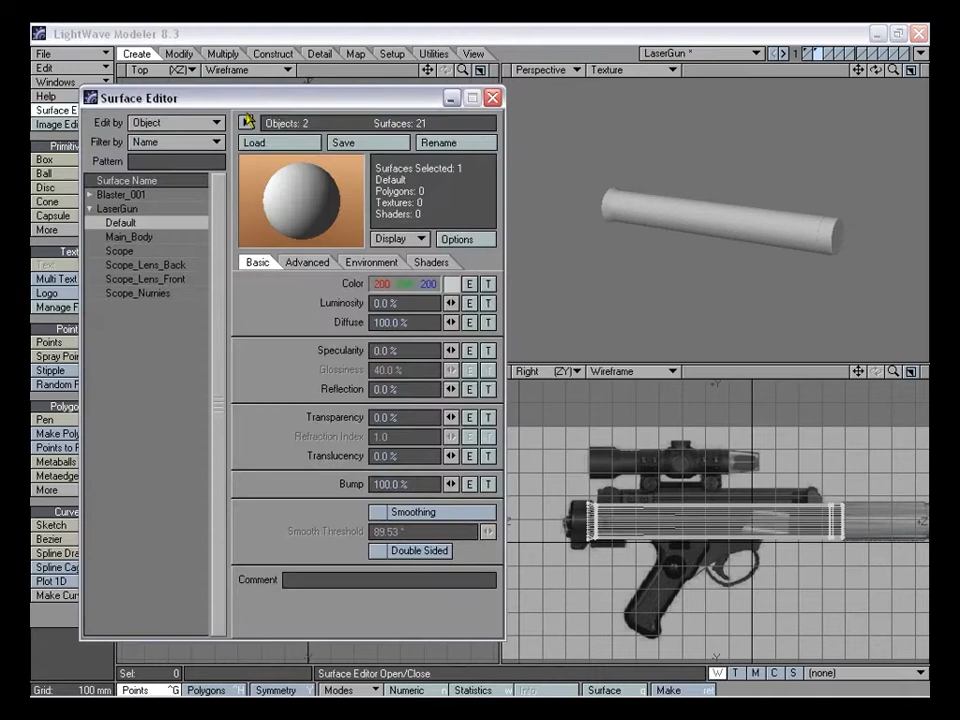 LightWave Modeler 8.3
File
Create Modify Multiply Construct Detail Map Setup Utilities View
LaserGun *
1
Edit
Top (XZ) Wireframe
Perspective Texture
Windows
Help
Surface E
Image Edi
Surface Editor
Edit by Object
Objects: 2 Surfaces: 21
Filter by Name
Load Save Rename
Pattern
Surface Name
Blaster_001
LaserGun
Default
Main_Body
Scope
Scope_Lens_Back
Scope_Lens_Front
Scope_Nurnies
Surfaces Selected: 1
Default
Polygons: 0
Textures: 0
Shaders: 0
Display Options
Basic Advanced Environment Shaders
Color 200 200 E T
Luminosity 0.0 % E T
Diffuse 100.0 % E T
Specularity 0.0 % E T
Glossiness 40.0 % E T
Reflection 0.0 % E T
Transparency 0.0 % E T
Refraction Index 1.0 E T
Translucency 0.0 % E T
Bump 100.0 % E T
Smoothing
Smooth Threshold 89.53 °
Double Sided
Comment
Primitiv
Box
Ball
Disc
Cone
Capsule
More
Te
Text
Multi Text
Logo
Manage F
Point
Points
Spray Poi
Stipple
Random F
Polygo
Pen
Make Poly
Points to F
Metaballs
Metaedge
More
Curve
Sketch
Bezier
Spline Dra
Spline Cag
Plot 1D
Make Cur
Right (ZY) Wireframe
+Y
+Z
-Y
Sel: 0
Surface Editor Open/Close
W T M C S (none)
Grid: 100 mm
Points ^G Polygons ^H Symmetry Y Modes Numeric n Statistics w Info i Surface q Make ret